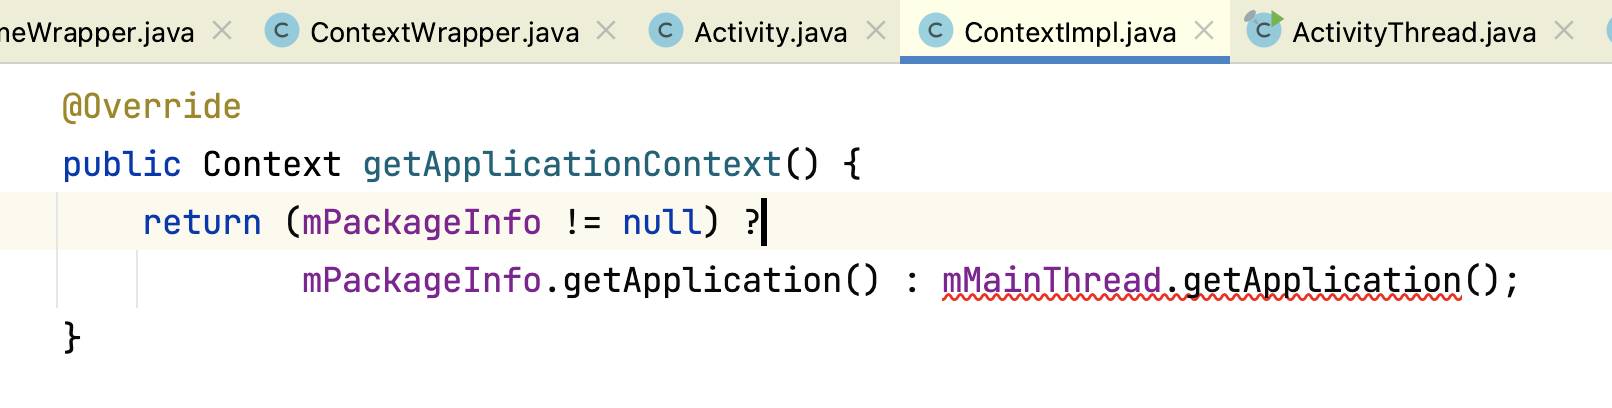 neWrapper.java
C ContextWrapper.java
C Activity.java
C ContextImpl.java
C ActivityThread.java
@Override
public Context getApplicationContext() {
return (mPackageInfo != null) ?
mPackageInfo.getApplication() : mMainThread.getApplication();
}